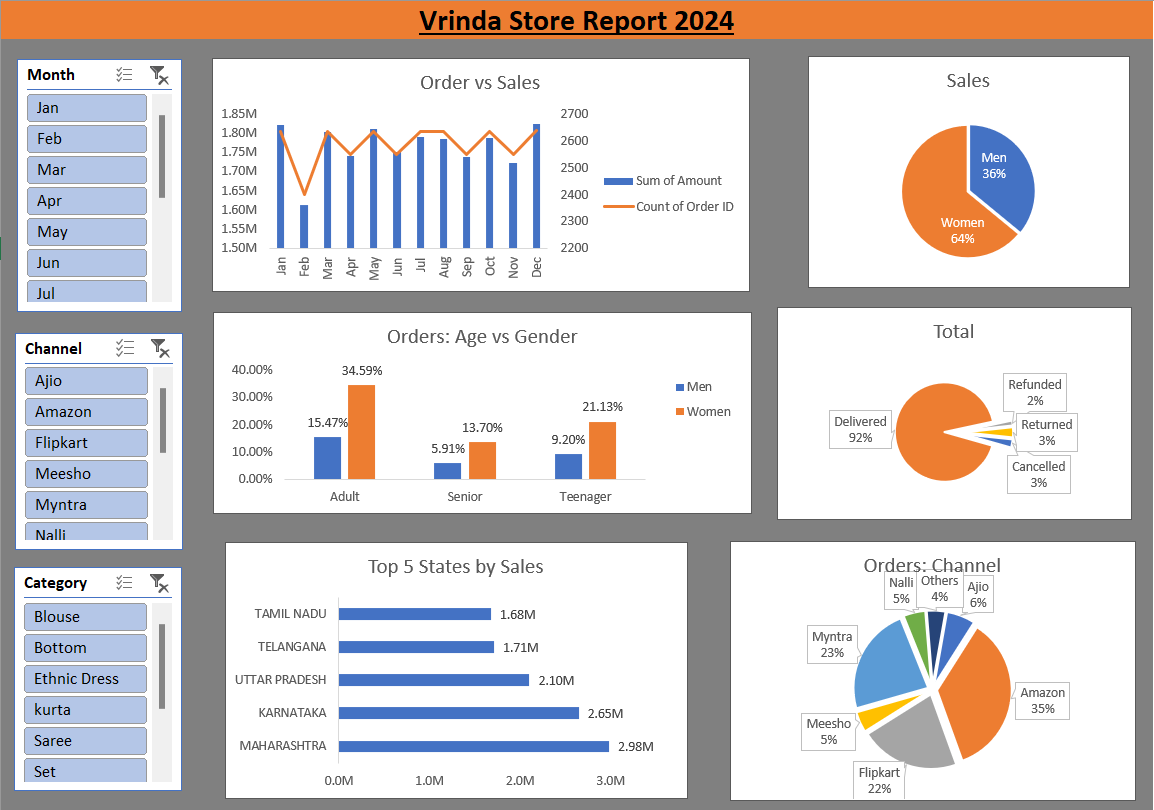 Vrinda Store Report 2024
Month
Jan
Feb
Mar
Apr
May
Jun
Jul
Channel
Ajio
Amazon
Flipkart
Meesho
Myntra
Nalli
Category
Blouse
Bottom
Ethnic Dress
kurta
Saree
Set
Order vs Sales
1.85M
1.80M
1.75M
1.70M
1.65M
1.60M
1.55M
1.50M
2700
2600
2500
2400
2300
2200
Jan
Feb
Mar
Apr
May
Jun
Jul
Aug
Sep
Oct
Nov
Dec
Sum of Amount
Count of Order ID
Sales
Men
36%
Women
64%
Orders: Age vs Gender
40.00%
30.00%
20.00%
10.00%
0.00%
15.47%
34.59%
5.91%
13.70%
9.20%
21.13%
Adult
Senior
Teenager
Men
Women
Total
Delivered
92%
Refunded
2%
Returned
3%
Cancelled
3%
Top 5 States by Sales
TAMIL NADU
1.68M
TELANGANA
1.71M
UTTAR PRADESH
2.10M
KARNATAKA
2.65M
MAHARASHTRA
2.98M
0.0M
1.0M
2.0M
3.0M
Orders: Channel
Nalli
5%
Others
4%
Ajio
6%
Myntra
23%
Amazon
35%
Meesho
5%
Flipkart
22%